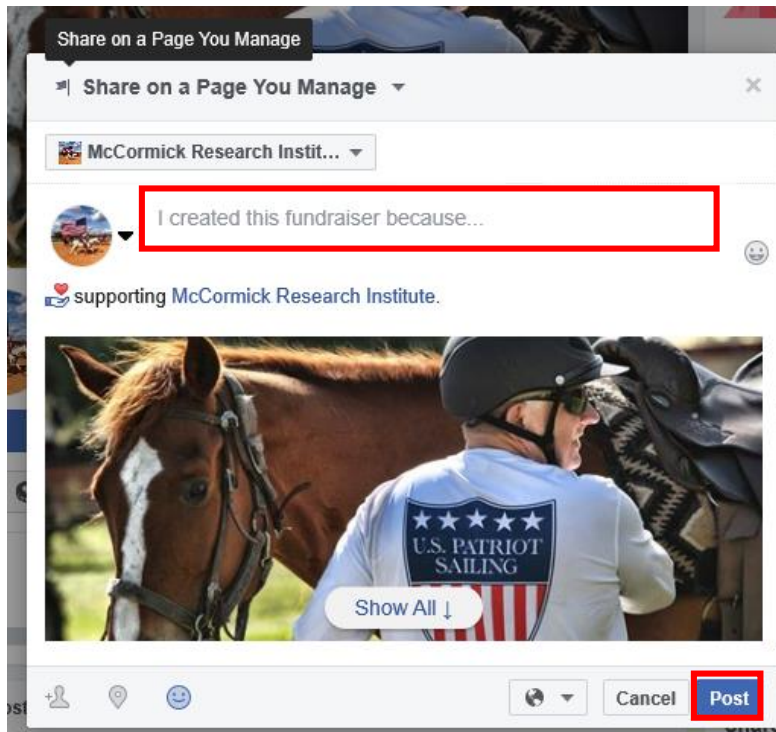 Share on a Page You Manage
Share on a Page You Manage
McCormick Research Instit...
I created this fundraiser because...
supporting McCormick Research Institute.
U.S. PATRIOT
SAILING
Show All ↓
Cancel
Post